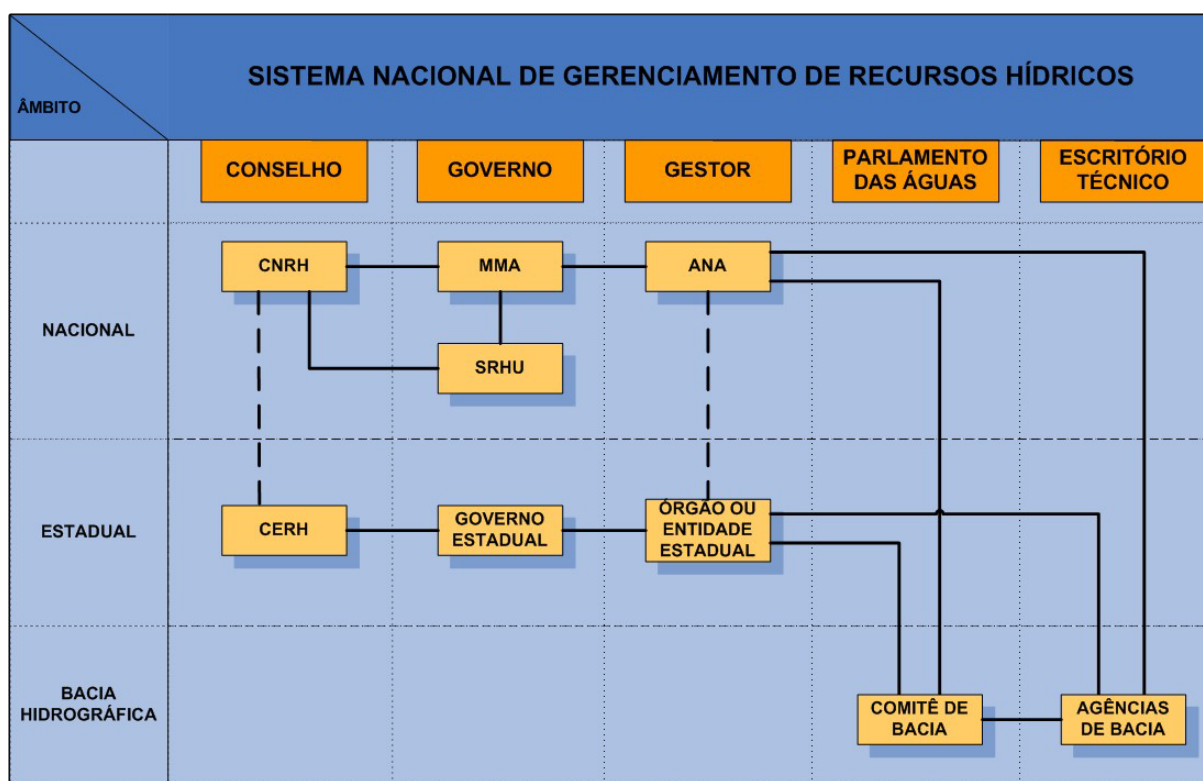 SISTEMA NACIONAL DE GERENCIAMENTO DE RECURSOS HÍDRICOS
ÂMBITO
CONSELHO
GOVERNO
GESTOR
PARLAMENTO
DAS ÁGUAS
ESCRITÓRIO
TÉCNICO
NACIONAL
CNRH
MMA
ANA
SRHU
ESTADUAL
CERH
GOVERNO
ESTADUAL
ÓRGÃO OU
ENTIDADE
ESTADUAL
BACIA
HIDROGRÁFICA
COMITÊ DE
BACIA
AGÊNCIAS
DE BACIA